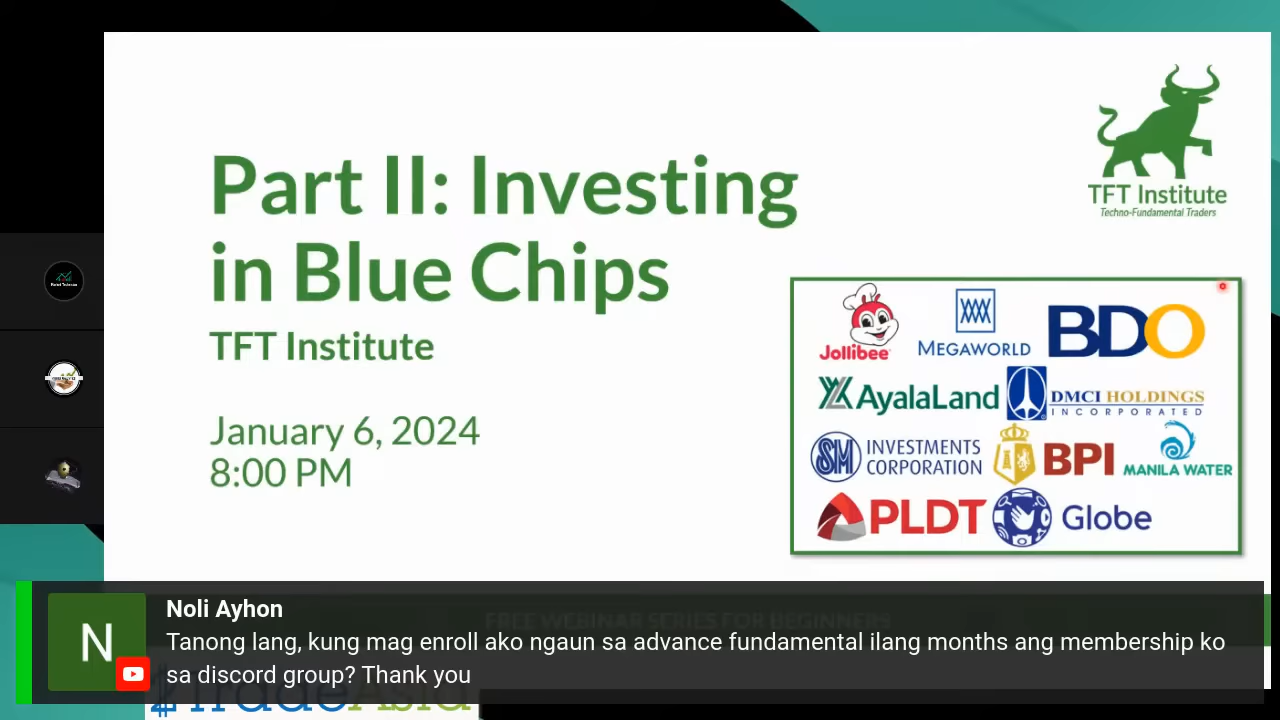 Part II: Investing
in Blue Chips
TFT Institute
January 6, 2024
8:00 PM
TFT Institute
Techno-Fundamental Traders
Jollibee
MEGAWORLD
BDO
AyalaLand
DMCI HOLDINGS
INCORPORATED
SM INVESTMENTS
CORPORATION
BPI
MANILA WATER
PLDT
Globe
FREE WEBINAR SERIES FOR BEGINNERS
N
Noli Ayhon
Tanong lang, kung mag enroll ako ngaun sa advance fundamental ilang months ang membership ko
sa discord group? Thank you
TradeAsia